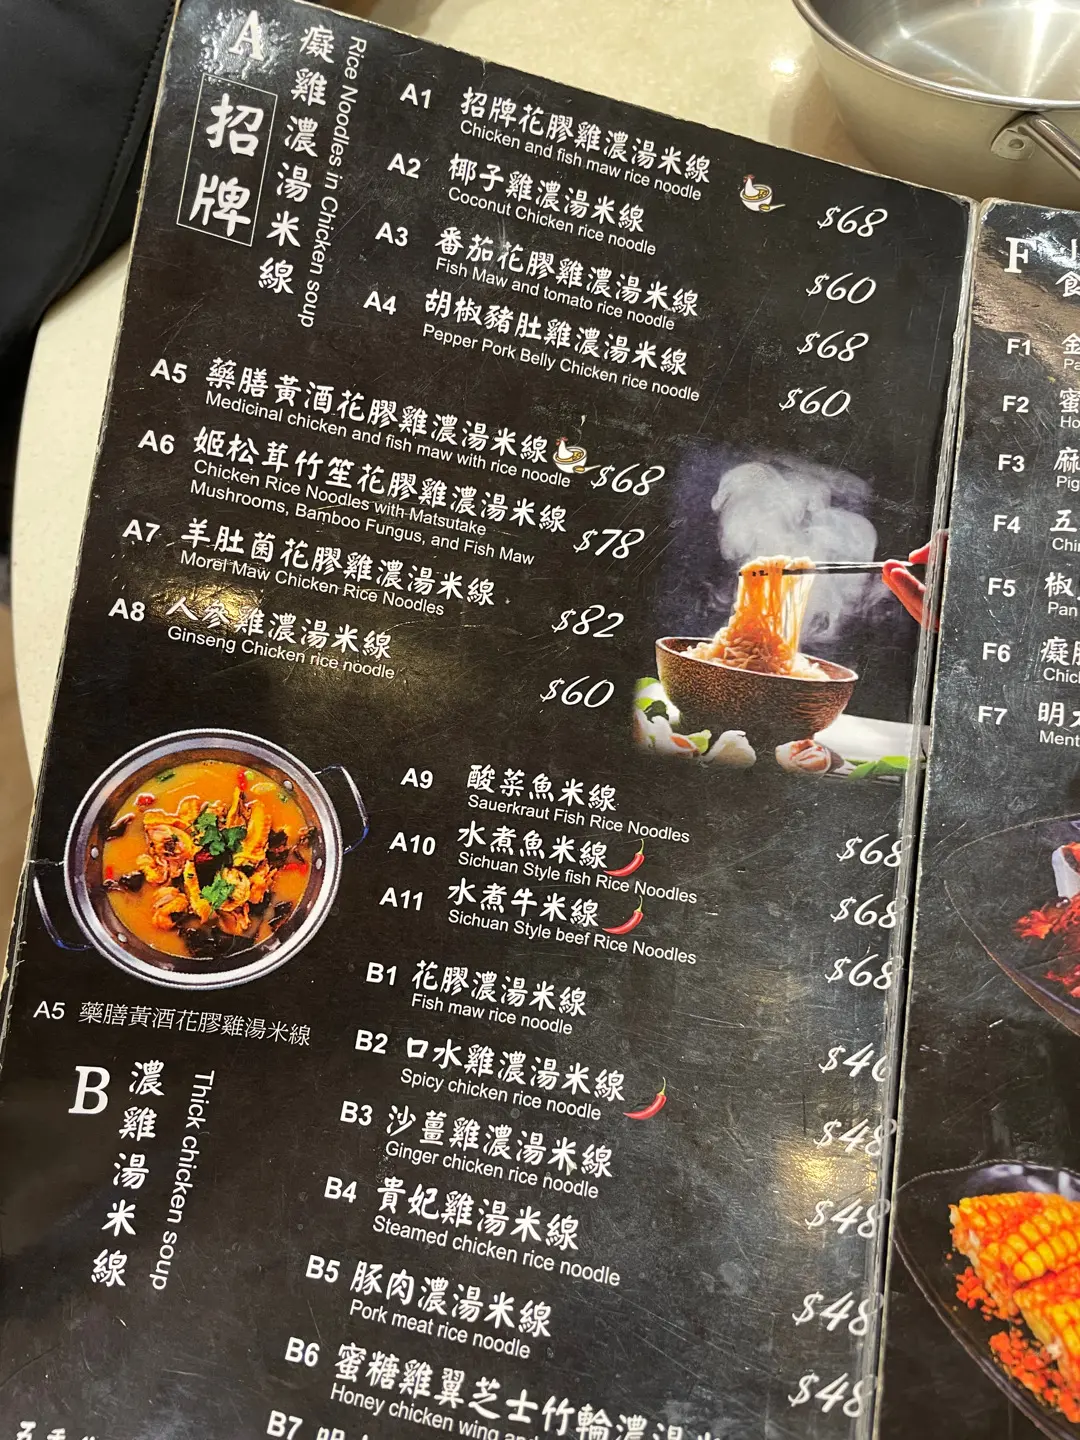 A
招牌
癡雞濃湯米線
Rice Noodles in Chicken soup
A1 招牌花膠雞濃湯米線 $68
Chicken and fish maw rice noodle
A2 椰子雞濃湯米線 $60
Coconut Chicken rice noodle
A3 番茄花膠雞濃湯米線 $68
Fish Maw and tomato rice noodle
A4 胡椒豬肚雞濃湯米線 $60
Pepper Pork Belly Chicken rice noodle
A5 藥膳黃酒花膠雞濃湯米線 $68
Medicinal chicken and fish maw with rice noodle
A6 姬松茸竹笙花膠雞濃湯米線 $78
Chicken Rice Noodles with Matsutake
Mushrooms, Bamboo Fungus, and Fish Maw
A7 羊肚菌花膠雞濃湯米線 $82
Morel Maw Chicken Rice Noodles
A8 人參雞濃湯米線 $60
Ginseng Chicken rice noodle
A9 酸菜魚米線 $68
Sauerkraut Fish Rice Noodles
A10 水煮魚米線 $68
Sichuan Style fish Rice Noodles
A11 水煮牛米線 $68
Sichuan Style beef Rice Noodles
A5 藥膳黃酒花膠雞湯米線
B
濃雞湯米線
Thick chicken soup
B1 花膠濃湯米線
Fish maw rice noodle
B2 口水雞濃湯米線 $48
Spicy chicken rice noodle
B3 沙薑雞濃湯米線 $48
Ginger chicken rice noodle
B4 貴妃雞湯米線 $48
Steamed chicken rice noodle
B5 豚肉濃湯米線 $48
Pork meat rice noodle
B6 蜜糖雞翼芝士竹輪濃湯
Honey chicken wing and
B7
F
F1
F2
F3
F4 五
F5 椒
F6
F7 明